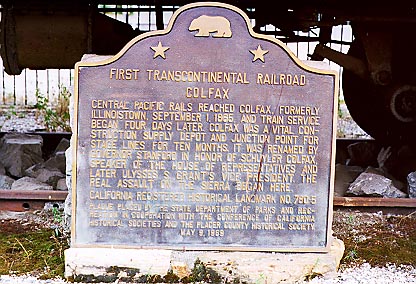 FIRST TRANSCONTINENTAL RAILROAD
COLFAX
CENTRAL PACIFIC RAILS REACHED COLFAX, FORMERLY
ILLINOISTOWN, SEPTEMBER 1, 1865, AND TRAIN SERVICE
BEGAN FOUR DAYS LATER. COLFAX WAS A VITAL CON-
STRUCTION SUPPLY DEPOT AND JUNCTION POINT FOR
STAGE LINES FOR TEN MONTHS. IT WAS RENAMED BY
GOVERNOR STANFORD IN HONOR OF SCHUYLER COLFAX,
SPEAKER OF THE HOUSE OF REPRESENTATIVES AND
LATER ULYSSES S. GRANT'S VICE PRESIDENT. THE
REAL ASSAULT ON THE SIERRA BEGAN HERE.
CALIFORNIA REGISTERED HISTORICAL LANDMARK NO. 780-5
PLAQUE PLACED BY THE STATE DEPARTMENT OF PARKS AND REC-
REATION IN COOPERATION WITH THE CONFERENCE OF CALIFORNIA
HISTORICAL SOCIETIES AND THE PLACER COUNTY HISTORICAL SOCIETY,
MAY 9, 1969